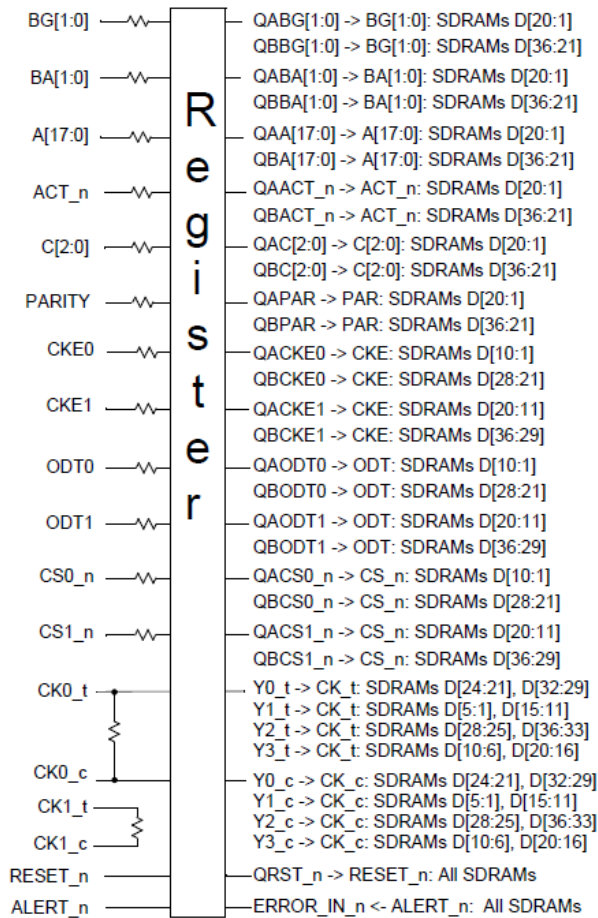 BG[1:0] QABG[1:0] -> BG[1:0]: SDRAMs D[20:1]
QBBG[1:0] -> BG[1:0]: SDRAMs D[36:21]
BA[1:0] QABA[1:0] -> BA[1:0]: SDRAMs D[20:1]
QBBA[1:0] -> BA[1:0]: SDRAMs D[36:21]
A[17:0] QAA[17:0] -> A[17:0]: SDRAMs D[20:1]
QBA[17:0] -> A[17:0]: SDRAMs D[36:21]
ACT_n QAACT_n -> ACT_n: SDRAMs D[20:1]
QBACT_n -> ACT_n: SDRAMs D[36:21]
C[2:0] QAC[2:0] -> C[2:0]: SDRAMs D[20:1]
QBC[2:0] -> C[2:0]: SDRAMs D[36:21]
PARITY QAPAR -> PAR: SDRAMs D[20:1]
QBPAR -> PAR: SDRAMs D[36:21]
CKE0 QACKE0 -> CKE: SDRAMs D[10:1]
QBCKE0 -> CKE: SDRAMs D[28:21]
CKE1 QACKE1 -> CKE: SDRAMs D[20:11]
QBCKE1 -> CKE: SDRAMs D[36:29]
ODT0 QAODT0 -> ODT: SDRAMs D[10:1]
QBODT0 -> ODT: SDRAMs D[28:21]
ODT1 QAODT1 -> ODT: SDRAMs D[20:11]
QBODT1 -> ODT: SDRAMs D[36:29]
CS0_n QACS0_n -> CS_n: SDRAMs D[10:1]
QBCS0_n -> CS_n: SDRAMs D[28:21]
CS1_n QACS1_n -> CS_n: SDRAMs D[20:11]
QBCS1_n -> CS_n: SDRAMs D[36:29]
CK0_t Y0_t -> CK_t: SDRAMs D[24:21], D[32:29]
Y1_t -> CK_t: SDRAMs D[5:1], D[15:11]
Y2_t -> CK_t: SDRAMs D[28:25], D[36:33]
Y3_t -> CK_t: SDRAMs D[10:6], D[20:16]
CK0_c Y0_c -> CK_c: SDRAMs D[24:21], D[32:29]
CK1_t Y1_c -> CK_c: SDRAMs D[5:1], D[15:11]
Y2_c -> CK_c: SDRAMs D[28:25], D[36:33]
CK1_c Y3_c -> CK_c: SDRAMs D[10:6], D[20:16]
RESET_n QRST_n -> RESET_n: All SDRAMs
ALERT_n ERROR_IN_n <- ALERT_n: All SDRAMs
Register